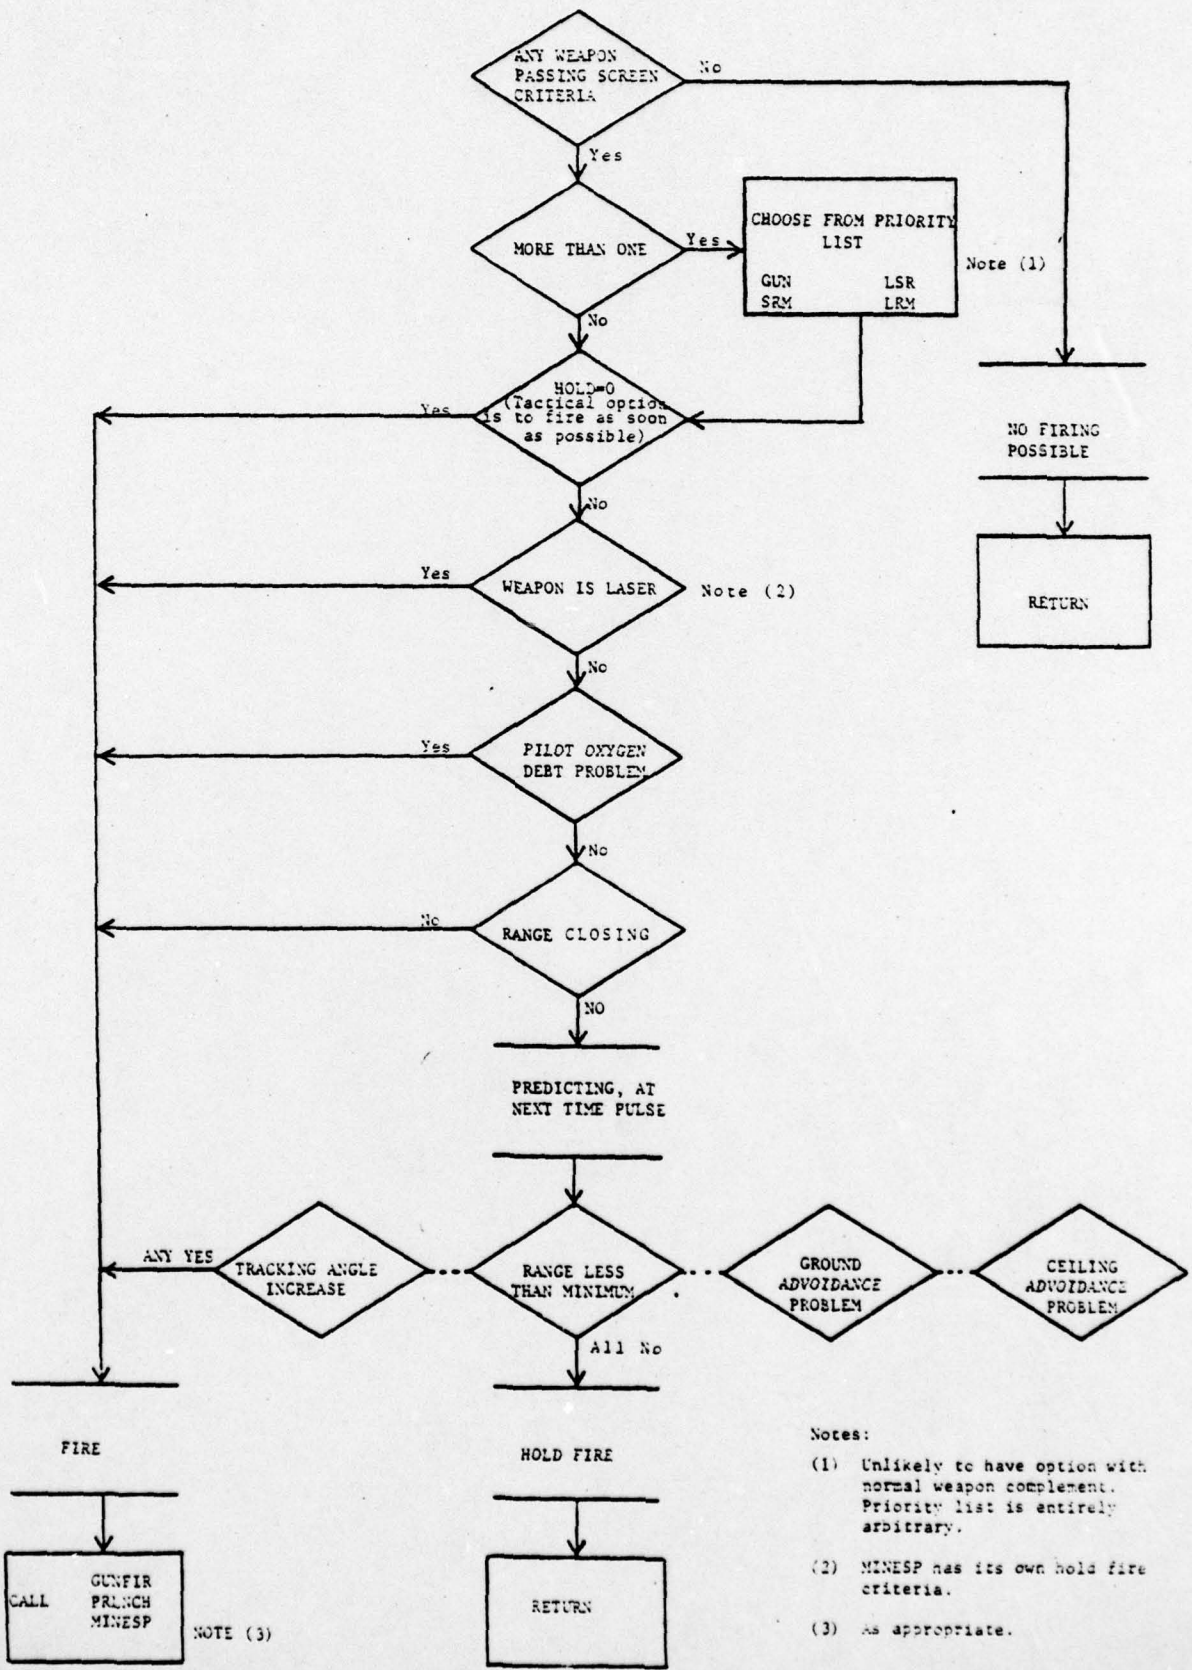 ANY WEAPON
PASSING SCREEN
CRITERIA
No
Yes
MORE THAN ONE
Yes
CHOOSE FROM PRIORITY
LIST
GUN LSR
SRM LRM
Note (1)
No
HOLD=0
(Tactical option
is to fire as soon
as possible)
Yes
NO FIRING
POSSIBLE
No
WEAPON IS LASER
Yes
Note (2)
RETURN
No
PILOT OXYGEN
DEBT PROBLEM
Yes
No
RANGE CLOSING
No
NO
PREDICTING, AT
NEXT TIME PULSE
ANY YES
TRACKING ANGLE
INCREASE
RANGE LESS
THAN MINIMUM
GROUND
ADVOIDANCE
PROBLEM
CEILING
ADVOIDANCE
PROBLEM
All No
FIRE
HOLD FIRE
CALL
GUNFIR
PRLNCH
MINESP
NOTE (3)
RETURN
Notes:
(1) Unlikely to have option with
normal weapon complement.
Priority list is entirely
arbitrary.
(2) MINESP has its own hold fire
criteria.
(3) As appropriate.